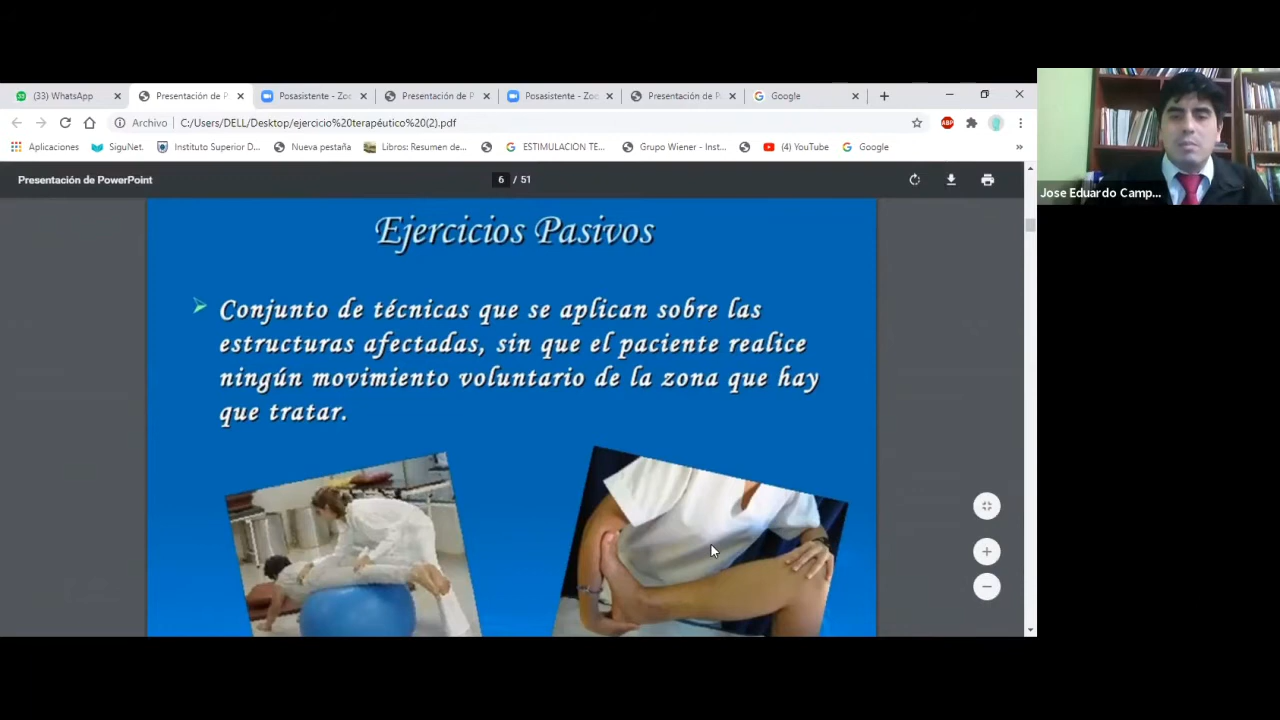 (33) WhatsApp
Presentación de P
Posasistente - Zoo
Presentación de P
Posasistente - Zoo
Presentación de P
Google
Archivo
C:/Users/DELL/Desktop/ejercicio%20terapéutico%20(2).pdf
ABP
Aplicaciones
SiguNet.
Instituto Superior D...
Nueva pestaña
Libros: Resumen de...
ESTIMULACION TE...
Grupo Wiener - Inst...
(4) YouTube
Google
»
Presentación de PowerPoint
6 / 51
Jose Eduardo Camp...
Ejercicios Pasivos
Conjunto de técnicas que se aplican sobre las
estructuras afectadas, sin que el paciente realice
ningún movimiento voluntario de la zona que hay
que tratar.